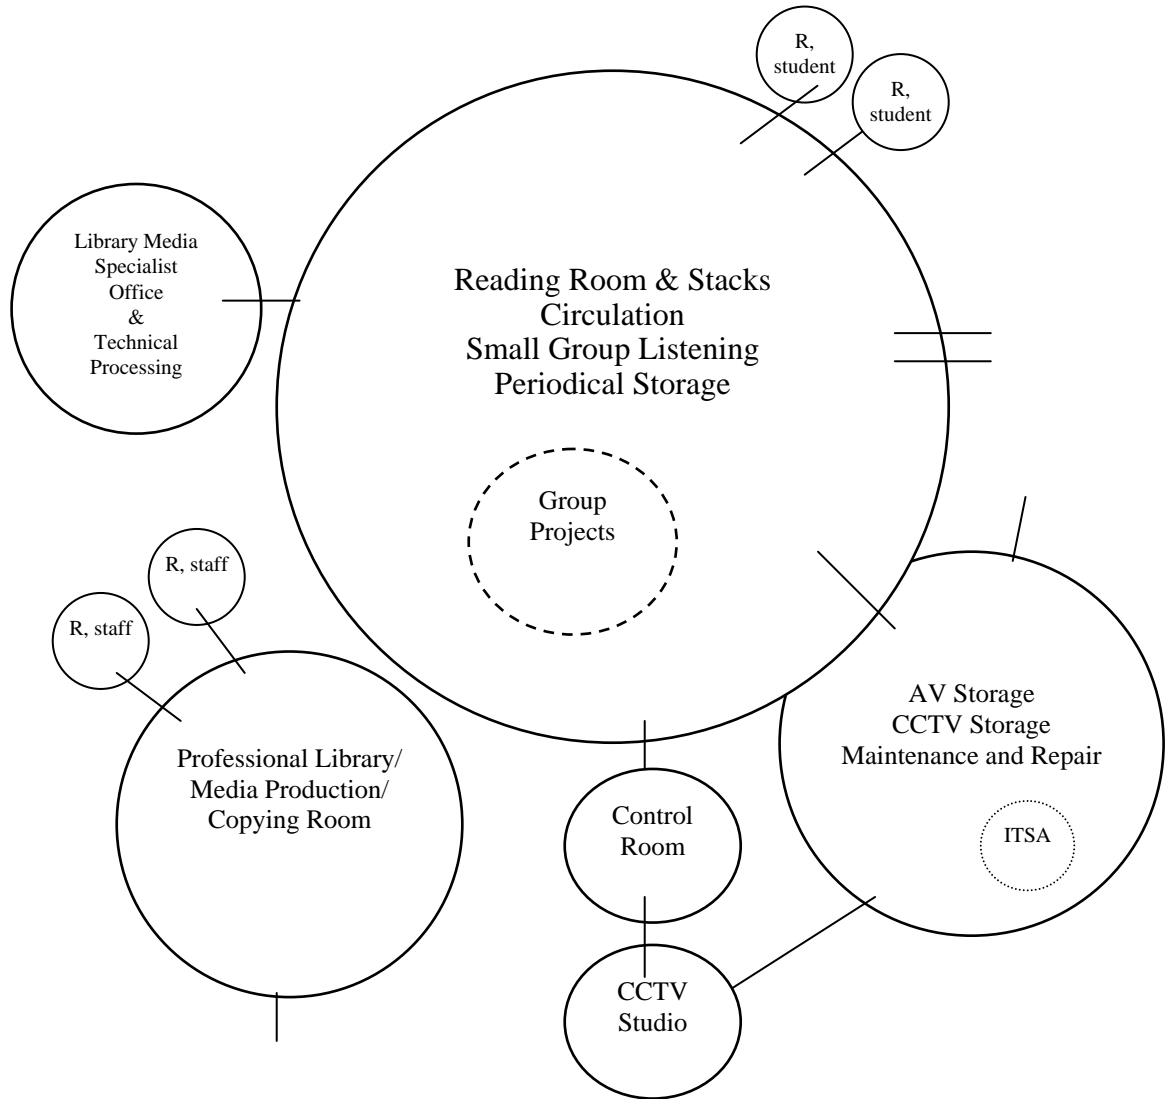 R,
student
R,
student
Library Media
Specialist
Office
&
Technical
Processing
Reading Room & Stacks
Circulation
Small Group Listening
Periodical Storage
Group
Projects
R, staff
R, staff
Professional Library/
Media Production/
Copying Room
AV Storage
CCTV Storage
Maintenance and Repair
ITSA
Control
Room
CCTV
Studio